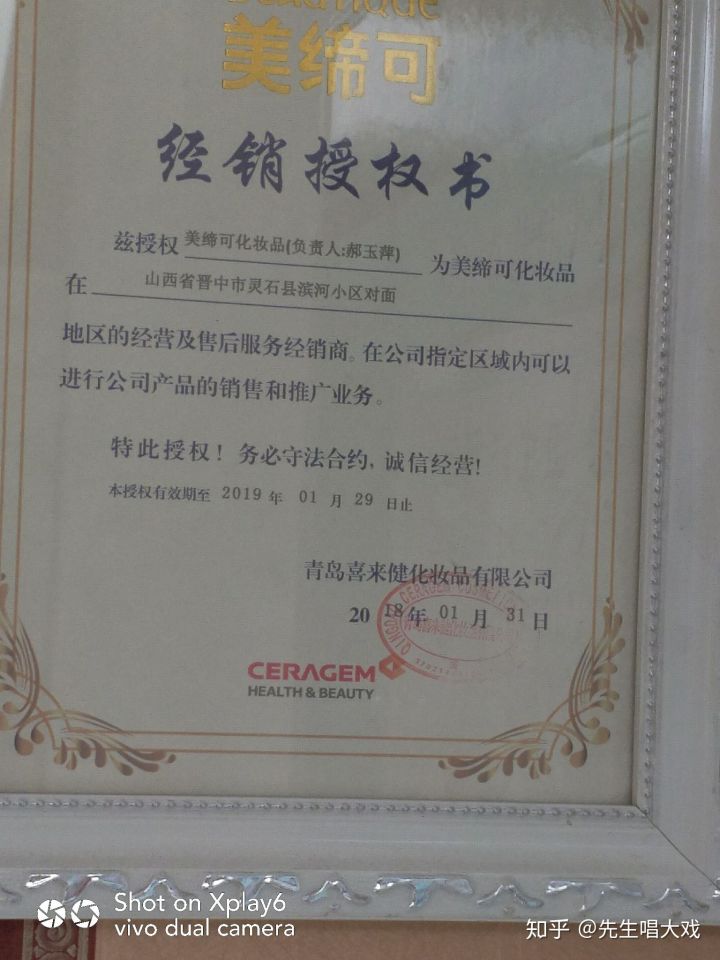 美缔可
经销授权书
兹授权 美缔可化妆品(负责人:郝玉萍) 为美缔可化妆品
在 山西省晋中市灵石县滨河小区对面
地区的经营及售后服务经销商。在公司指定区域内可以
进行公司产品的销售和推广业务。
特此授权！务必守法合约，诚信经营！
本授权有效期至 2019 年 01 月 29 日止
青岛喜来健化妆品有限公司
2018年 01 月 31 日
CERAGEM
HEALTH & BEAUTY
Shot on Xplay6
vivo dual camera
知乎 @先生唱大戏